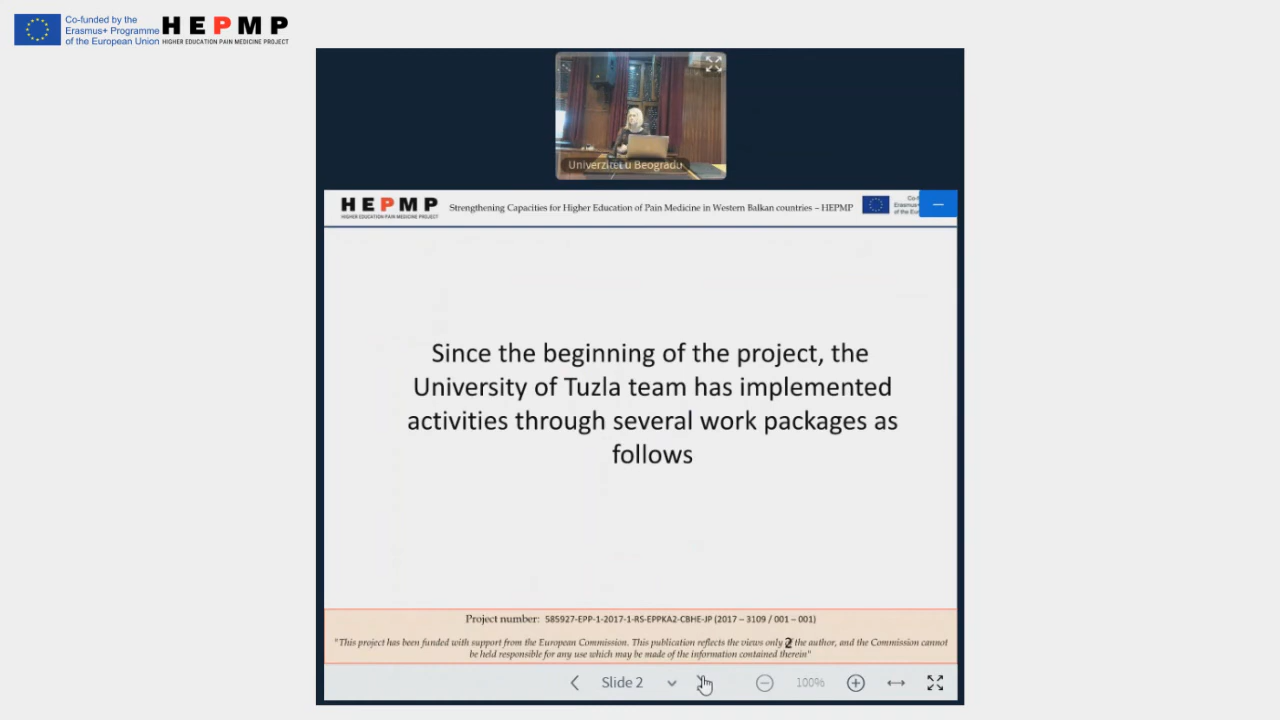 Co-funded by the
Erasmus+ Programme
of the European Union
HEPMP
HIGHER EDUCATION PAIN MEDICINE PROJECT
Univerzitet u Beogradu
HEPMP
HIGHER EDUCATION PAIN MEDICINE PROJECT
Strengthening Capacities for Higher Education of Pain Medicine in Western Balkan countries – HEPMP
Since the beginning of the project, the
University of Tuzla team has implemented
activities through several work packages as
follows
Project number: 585927-EPP-1-2017-1-RS-EPPKA2-CBHE-JP (2017 – 3109 / 001 – 001)
"This project has been funded with support from the European Commission. This publication reflects the views only 2 the author, and the Commission cannot
be held responsible for any use which may be made of the information contained therein"
Slide 2
100%